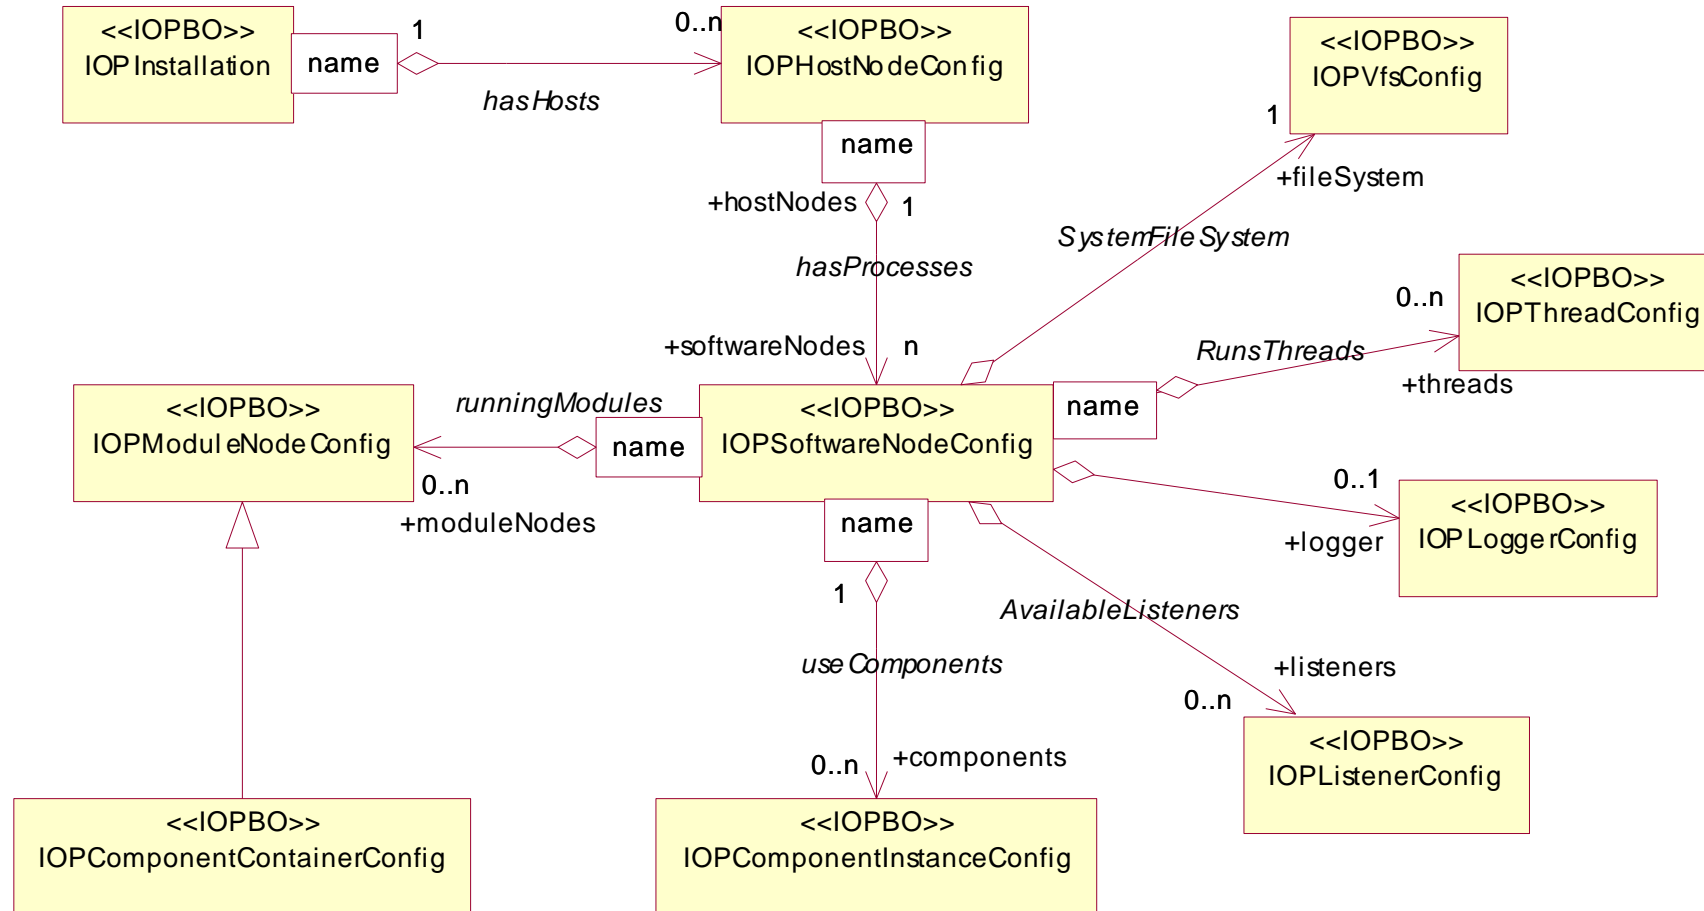 <<IOPBO>>
IOPInstallation
name
1
0..n
hasHosts
<<IOPBO>>
IOPHostNodeConfig
name
<<IOPBO>>
IOPVfsConfig
1
+fileSystem
+hostNodes
1
SystemFileSystem
hasProcesses
<<IOPBO>>
IOPThreadConfig
0..n
RunsThreads
+threads
+softwareNodes
n
<<IOPBO>>
IOPModuleNodeConfig
runningModules
name
0..n
+moduleNodes
<<IOPBO>>
IOPSoftwareNodeConfig
name
name
0..1
+logger
<<IOPBO>>
IOPLoggerConfig
1
AvailableListeners
useComponents
+listeners
0..n
<<IOPBO>>
IOPListenerConfig
0..n
+components
<<IOPBO>>
IOPComponentContainerConfig
<<IOPBO>>
IOPComponentInstanceConfig